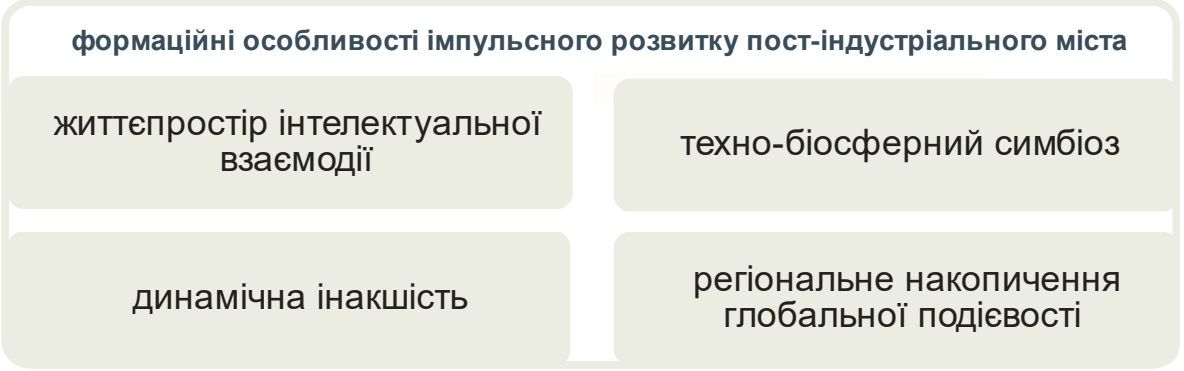 формаційні особливості імпульсного розвитку пост-індустріального міста
життєпростір інтелектуальної
взаємодії
техно-біосферний симбіоз
динамічна інакшість
регіональне накопичення
глобальної подієвості